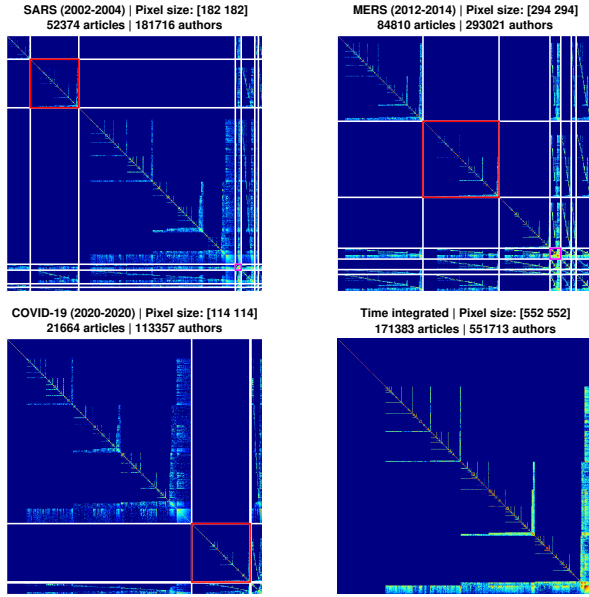 SARS (2002-2004) | Pixel size: [182 182]
52374 articles | 181716 authors
MERS (2012-2014) | Pixel size: [294 294]
84810 articles | 293021 authors
COVID-19 (2020-2020) | Pixel size: [114 114]
21664 articles | 113357 authors
Time integrated | Pixel size: [552 552]
171383 articles | 551713 authors